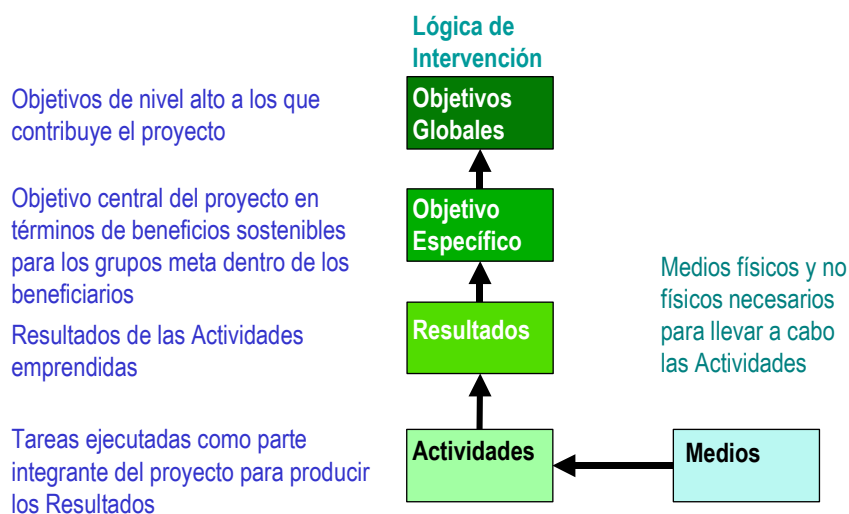 Lógica de
Intervención
Objetivos de nivel alto a los que
contribuye el proyecto
Objetivos
Globales
Objetivo central del proyecto en
términos de beneficios sostenibles
para los grupos meta dentro de los
beneficiarios
Objetivo
Específico
Medios físicos y no
físicos necesarios
para llevar a cabo
las Actividades
Resultados de las Actividades
emprendidas
Resultados
Tareas ejecutadas como parte
integrante del proyecto para producir
los Resultados
Actividades
Medios